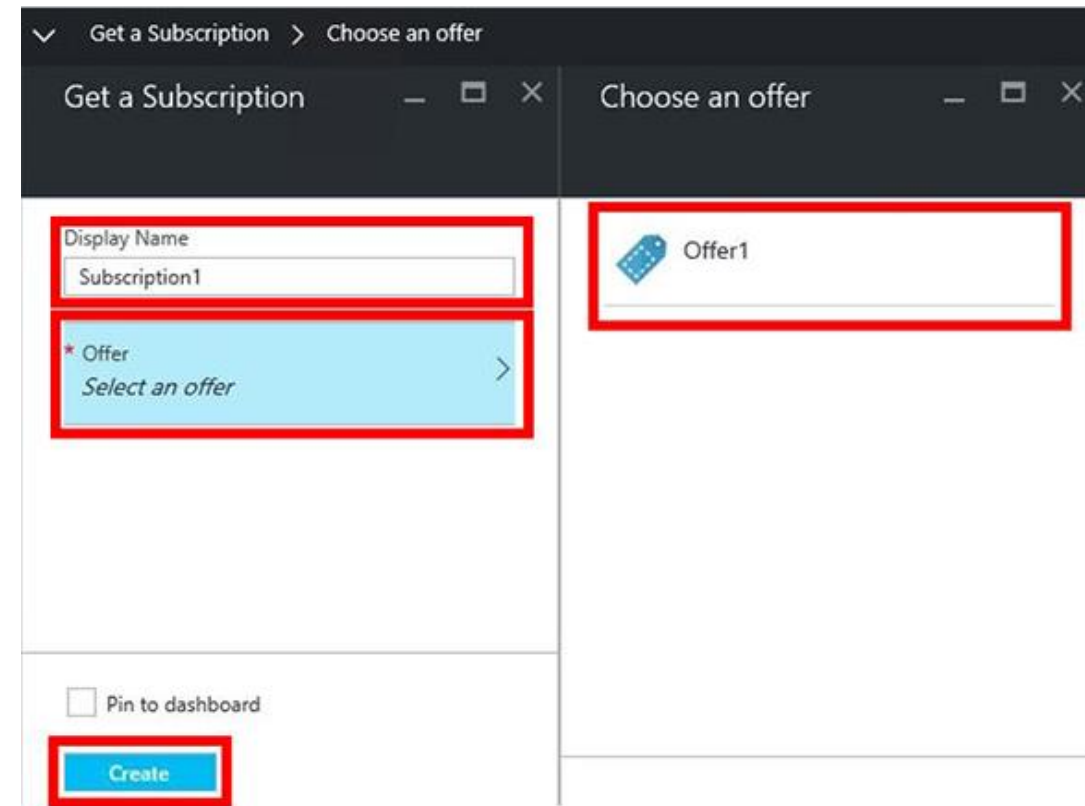 Get a Subscription > Choose an offer
Get a Subscription
Choose an offer
Display Name
Subscription1
* Offer
Select an offer
Offer1
Pin to dashboard
Create